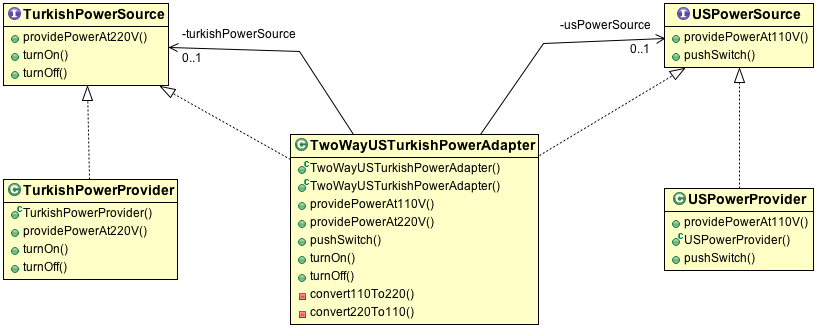 I TurkishPowerSource
providePowerAt220V()
turnOn()
turnOff()
-turkishPowerSource
0..1
-usPowerSource
0..1
I USPowerSource
providePowerAt110V()
pushSwitch()
C TurkishPowerProvider
c TurkishPowerProvider()
providePowerAt220V()
turnOn()
turnOff()
C TwoWayUSTurkishPowerAdapter
c TwoWayUSTurkishPowerAdapter()
c TwoWayUSTurkishPowerAdapter()
providePowerAt110V()
providePowerAt220V()
pushSwitch()
turnOn()
turnOff()
convert110To220()
convert220To110()
C USPowerProvider
providePowerAt110V()
c USPowerProvider()
pushSwitch()